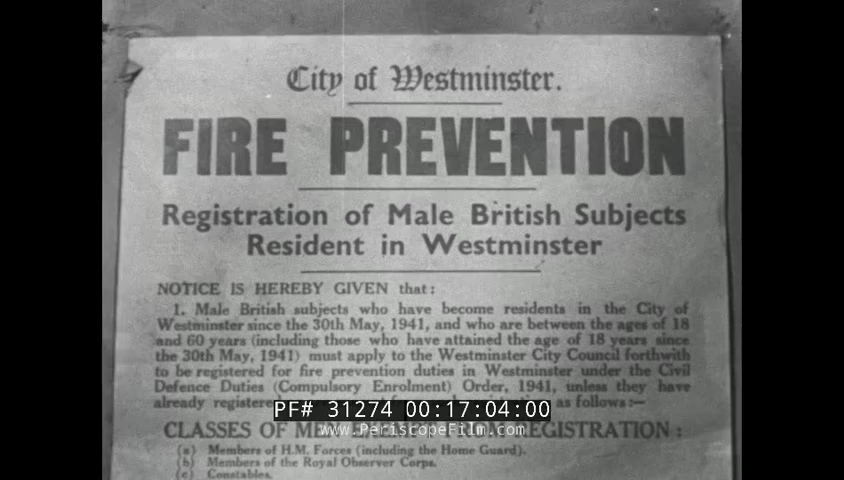 City of Westminster.
FIRE PREVENTION
Registration of Male British Subjects
Resident in Westminster
NOTICE IS HEREBY GIVEN that:
1. Male British subjects who have become residents in the City of
Westminster since the 30th May, 1941, and who are between the ages of 18
and 60 years (including those who have attained the age of 18 years since
the 30th May, 1941) must apply to the Westminster City Council forthwith
to be registered for fire prevention duties in Westminster under the Civil
Defence Duties (Compulsory Enrolment) Order, 1941, unless they have
already registered as follows:—
PF# 31274 00:17:04:00
www.PeriscopeFilm.com
CLASSES OF REGISTRATION:
(a) Members of H.M. Forces (including the Home Guard).
(b) Members of the Royal Observer Corps.
(c) Constables.